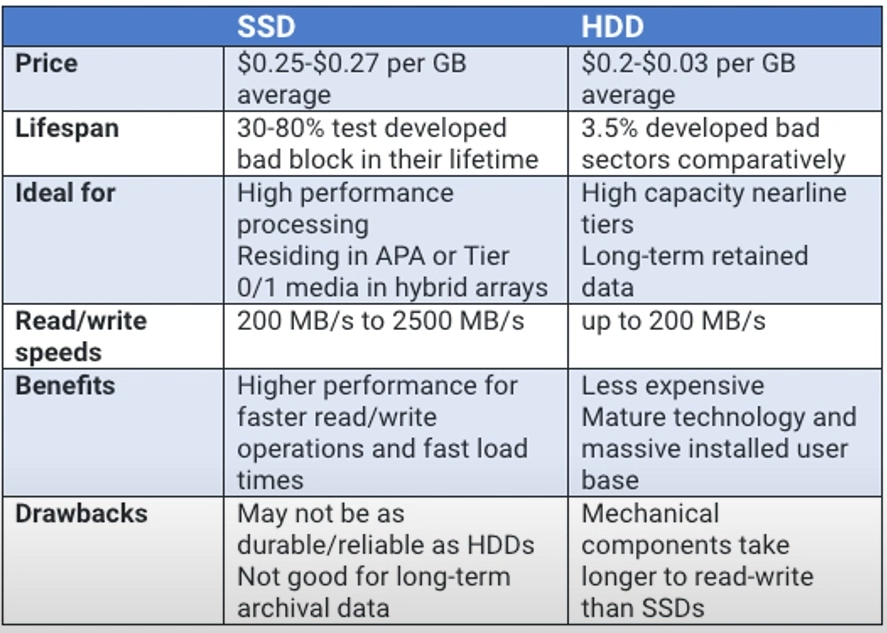 SSD HDD
Price $0.25-$0.27 per GB $0.2-$0.03 per GB
average average
Lifespan 30-80% test developed 3.5% developed bad
bad block in their lifetime sectors comparatively
Ideal for High performance High capacity nearline
processing tiers
Residing in APA or Tier Long-term retained
0/1 media in hybrid arrays data
Read/write 200 MB/s to 2500 MB/s up to 200 MB/s
speeds
Benefits Higher performance for Less expensive
faster read/write Mature technology and
operations and fast load massive installed user
times base
Drawbacks May not be as Mechanical
durable/reliable as HDDs components take
Not good for long-term longer to read-write
archival data than SSDs